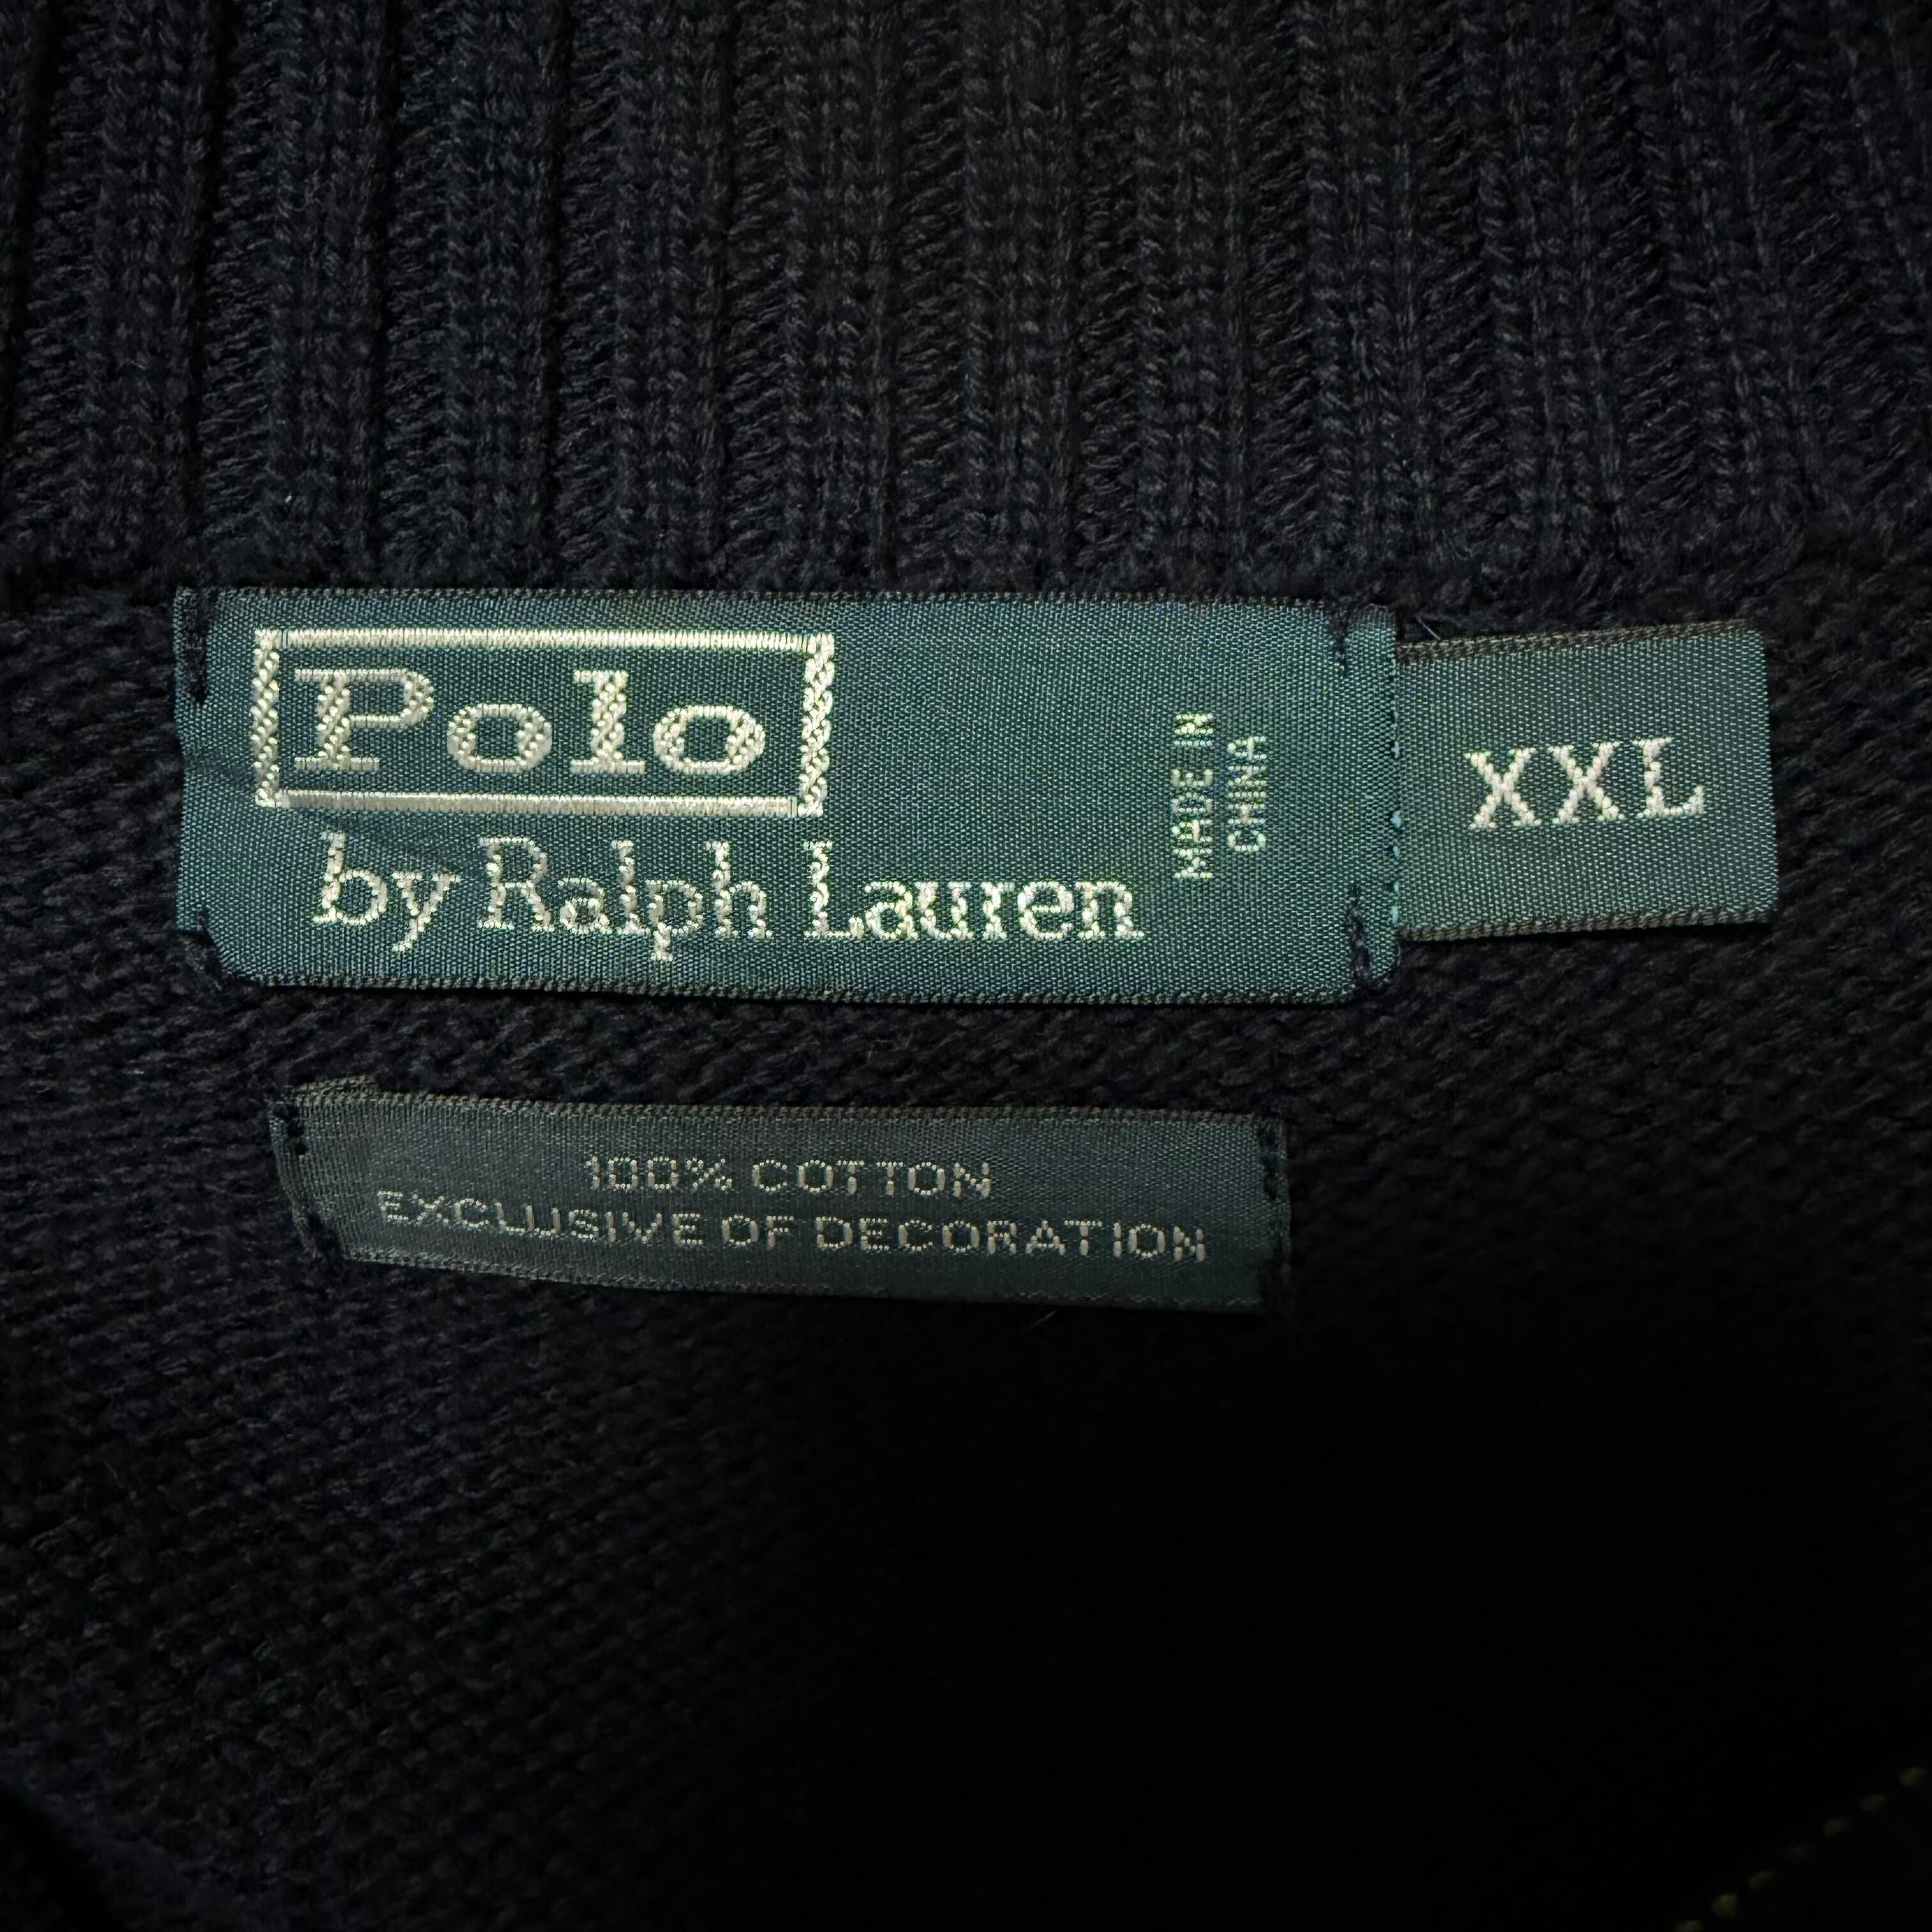 Polo
by Ralph Lauren
MADE IN
CHINA
XXL
100% COTTON
EXCLUSIVE OF DECORATION